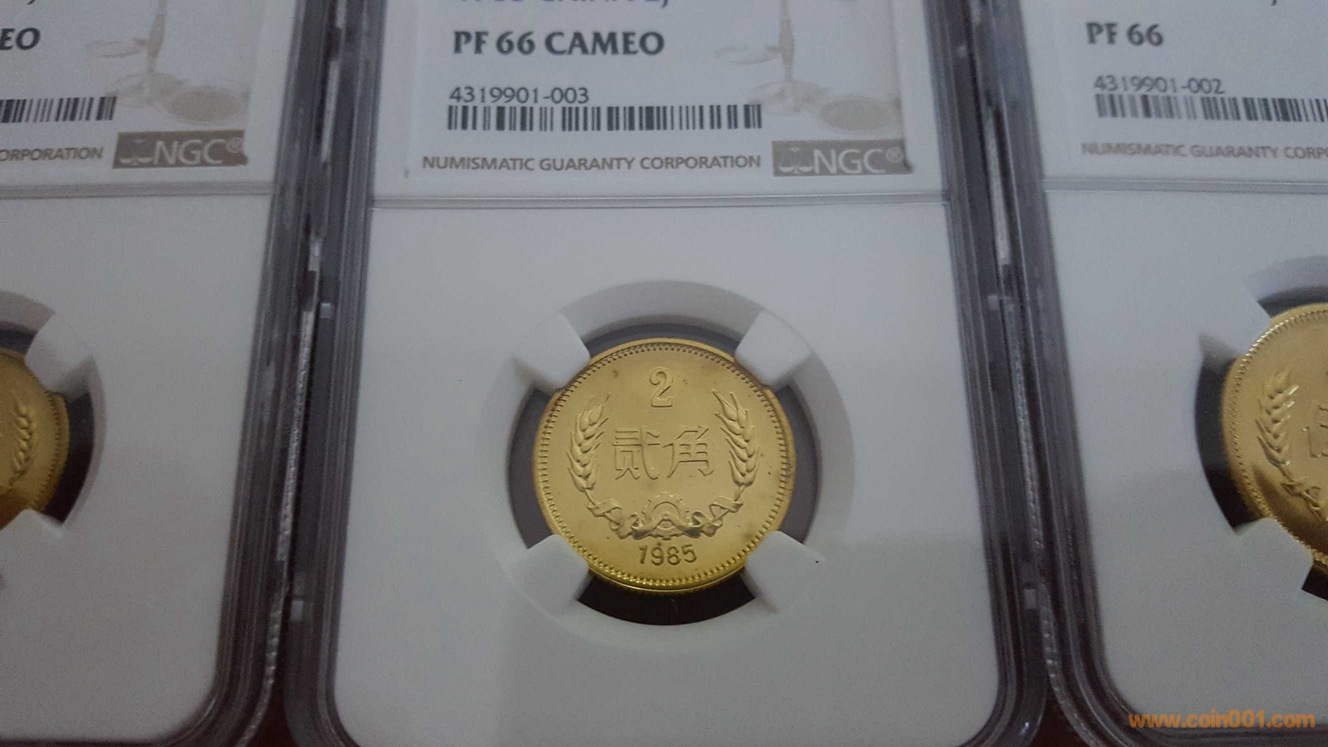 EO
ORPORATION
NGC®
PF 66 CAMEO
4319901-003
NUMISMATIC GUARANTY CORPORATION
NGC®
PF 66
4319901-002
NUMISMATIC GUARANTY CORP
2
贰角
1985
www.coin001.com